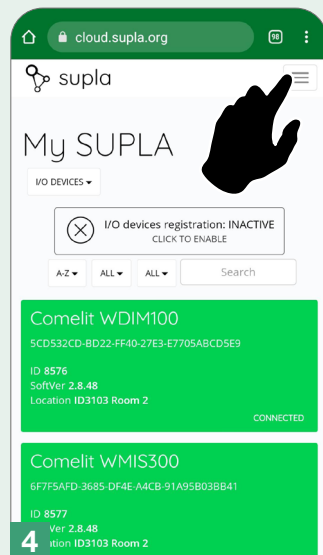 cloud.supla.org
98
supla
My SUPLA
I/O DEVICES
I/O devices registration: INACTIVE
CLICK TO ENABLE
A-Z ALL ALL Search
Comelit WDIM100
5CD532CD-BD22-FF40-27E3-E7705ABCD5E9
ID 8576
SoftVer 2.8.48
Location ID3103 Room 2
CONNECTED
Comelit WMIS300
6F7F5AFD-3685-DF4E-A4CB-91A95B03BB41
ID 8577
Ver 2.8.48
4
ation ID3103 Room 2